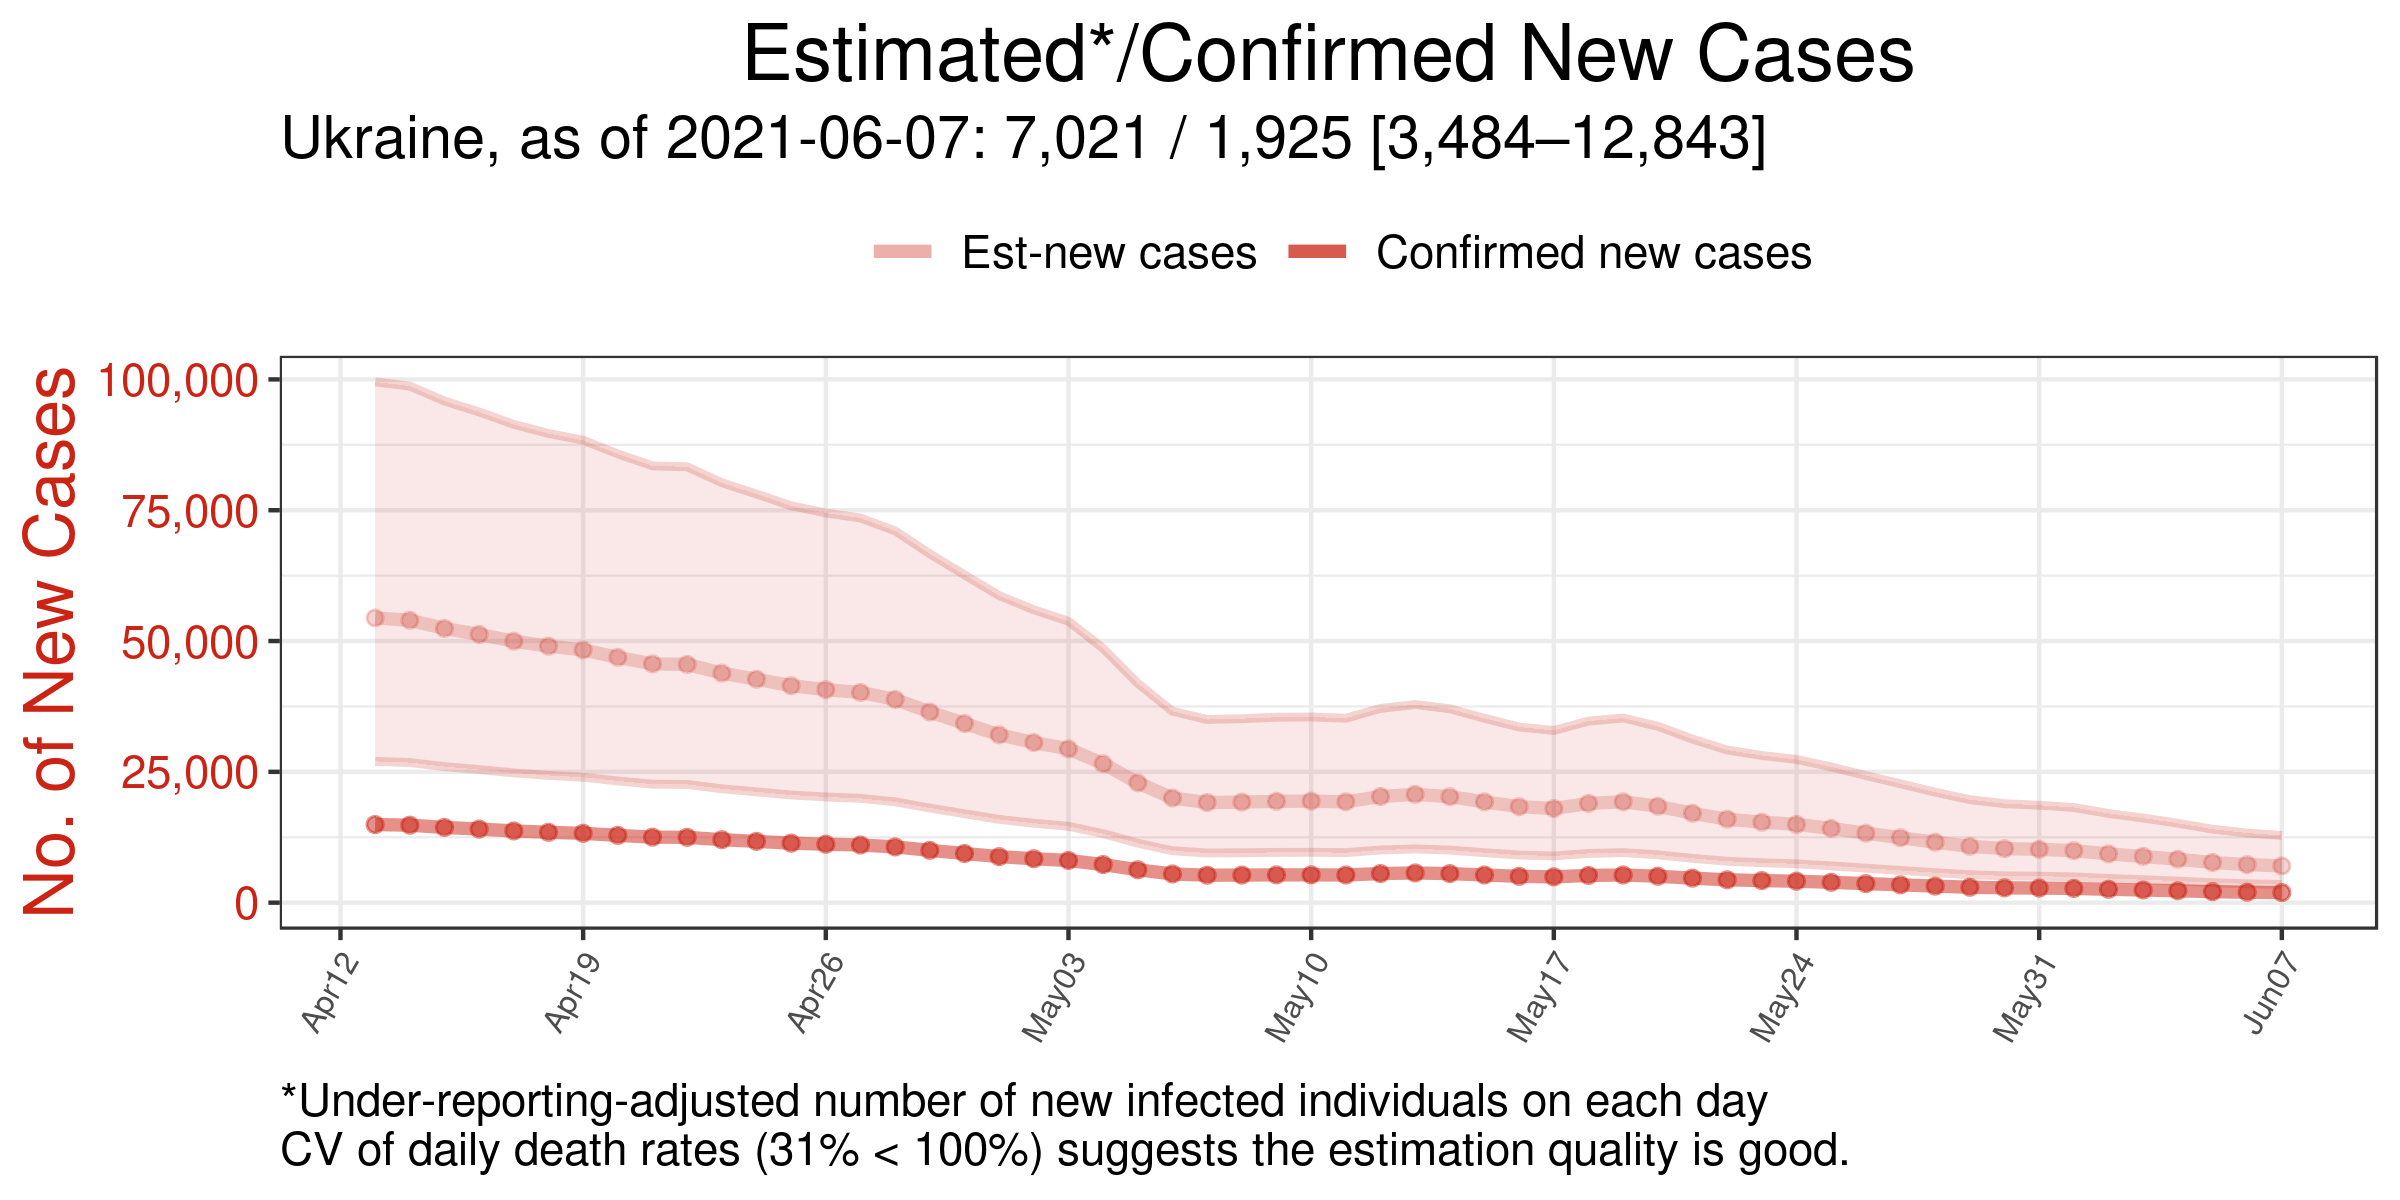 Estimated*/Confirmed New Cases
Ukraine, as of 2021-06-07: 7,021 / 1,925 [3,484–12,843]
Est-new cases
Confirmed new cases
No. of New Cases
100,000
75,000
50,000
25,000
0
Apr12
Apr19
Apr26
May03
May10
May17
May24
May31
Jun07
*Under-reporting-adjusted number of new infected individuals on each day
CV of daily death rates (31% < 100%) suggests the estimation quality is good.